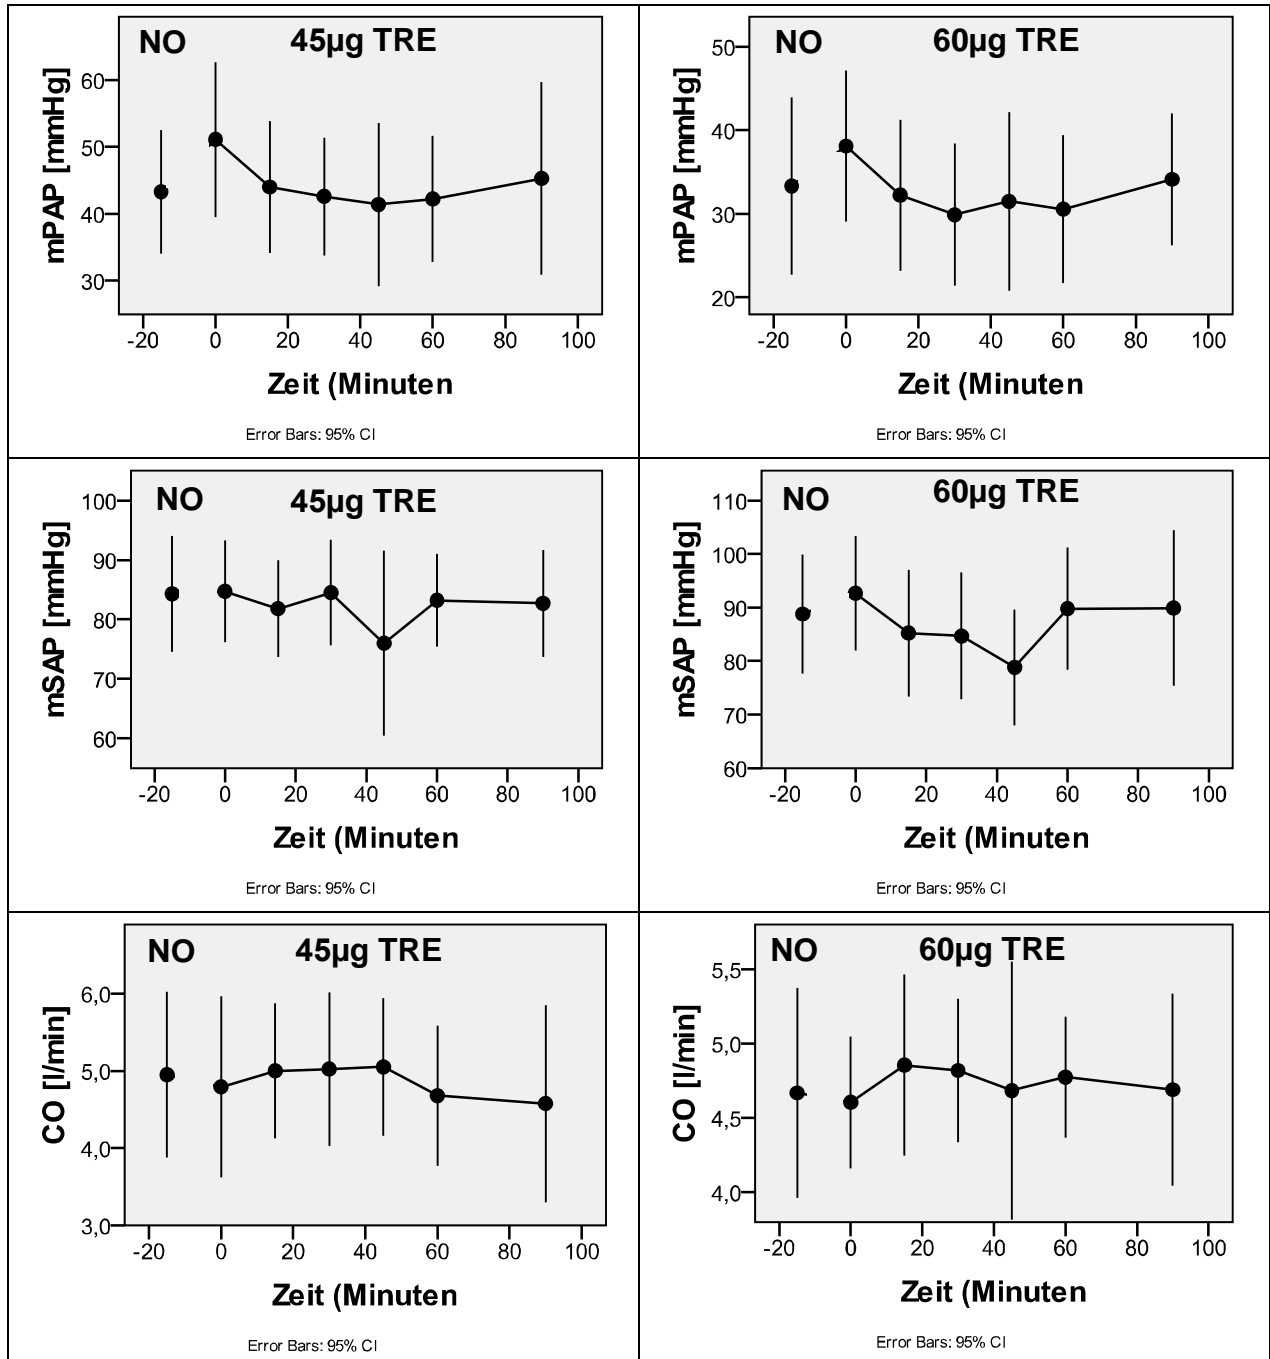 NO 45µg TRE
mPAP [mmHg]
60
50
40
30
-20 0 20 40 60 80 100
Zeit (Minuten
Error Bars: 95% CI
NO 60µg TRE
mPAP [mmHg]
50
40
30
20
-20 0 20 40 60 80 100
Zeit (Minuten
Error Bars: 95% CI
NO 45µg TRE
mSAP [mmHg]
100
90
80
70
60
-20 0 20 40 60 80 100
Zeit (Minuten
Error Bars: 95% CI
NO 60µg TRE
mSAP [mmHg]
110
100
90
80
70
60
-20 0 20 40 60 80 100
Zeit (Minuten
Error Bars: 95% CI
NO 45µg TRE
CO [l/min]
6,0
5,0
4,0
3,0
-20 0 20 40 60 80 100
Zeit (Minuten
Error Bars: 95% CI
NO 60µg TRE
CO [l/min]
5,5
5,0
4,5
4,0
-20 0 20 40 60 80 100
Zeit (Minuten
Error Bars: 95% CI